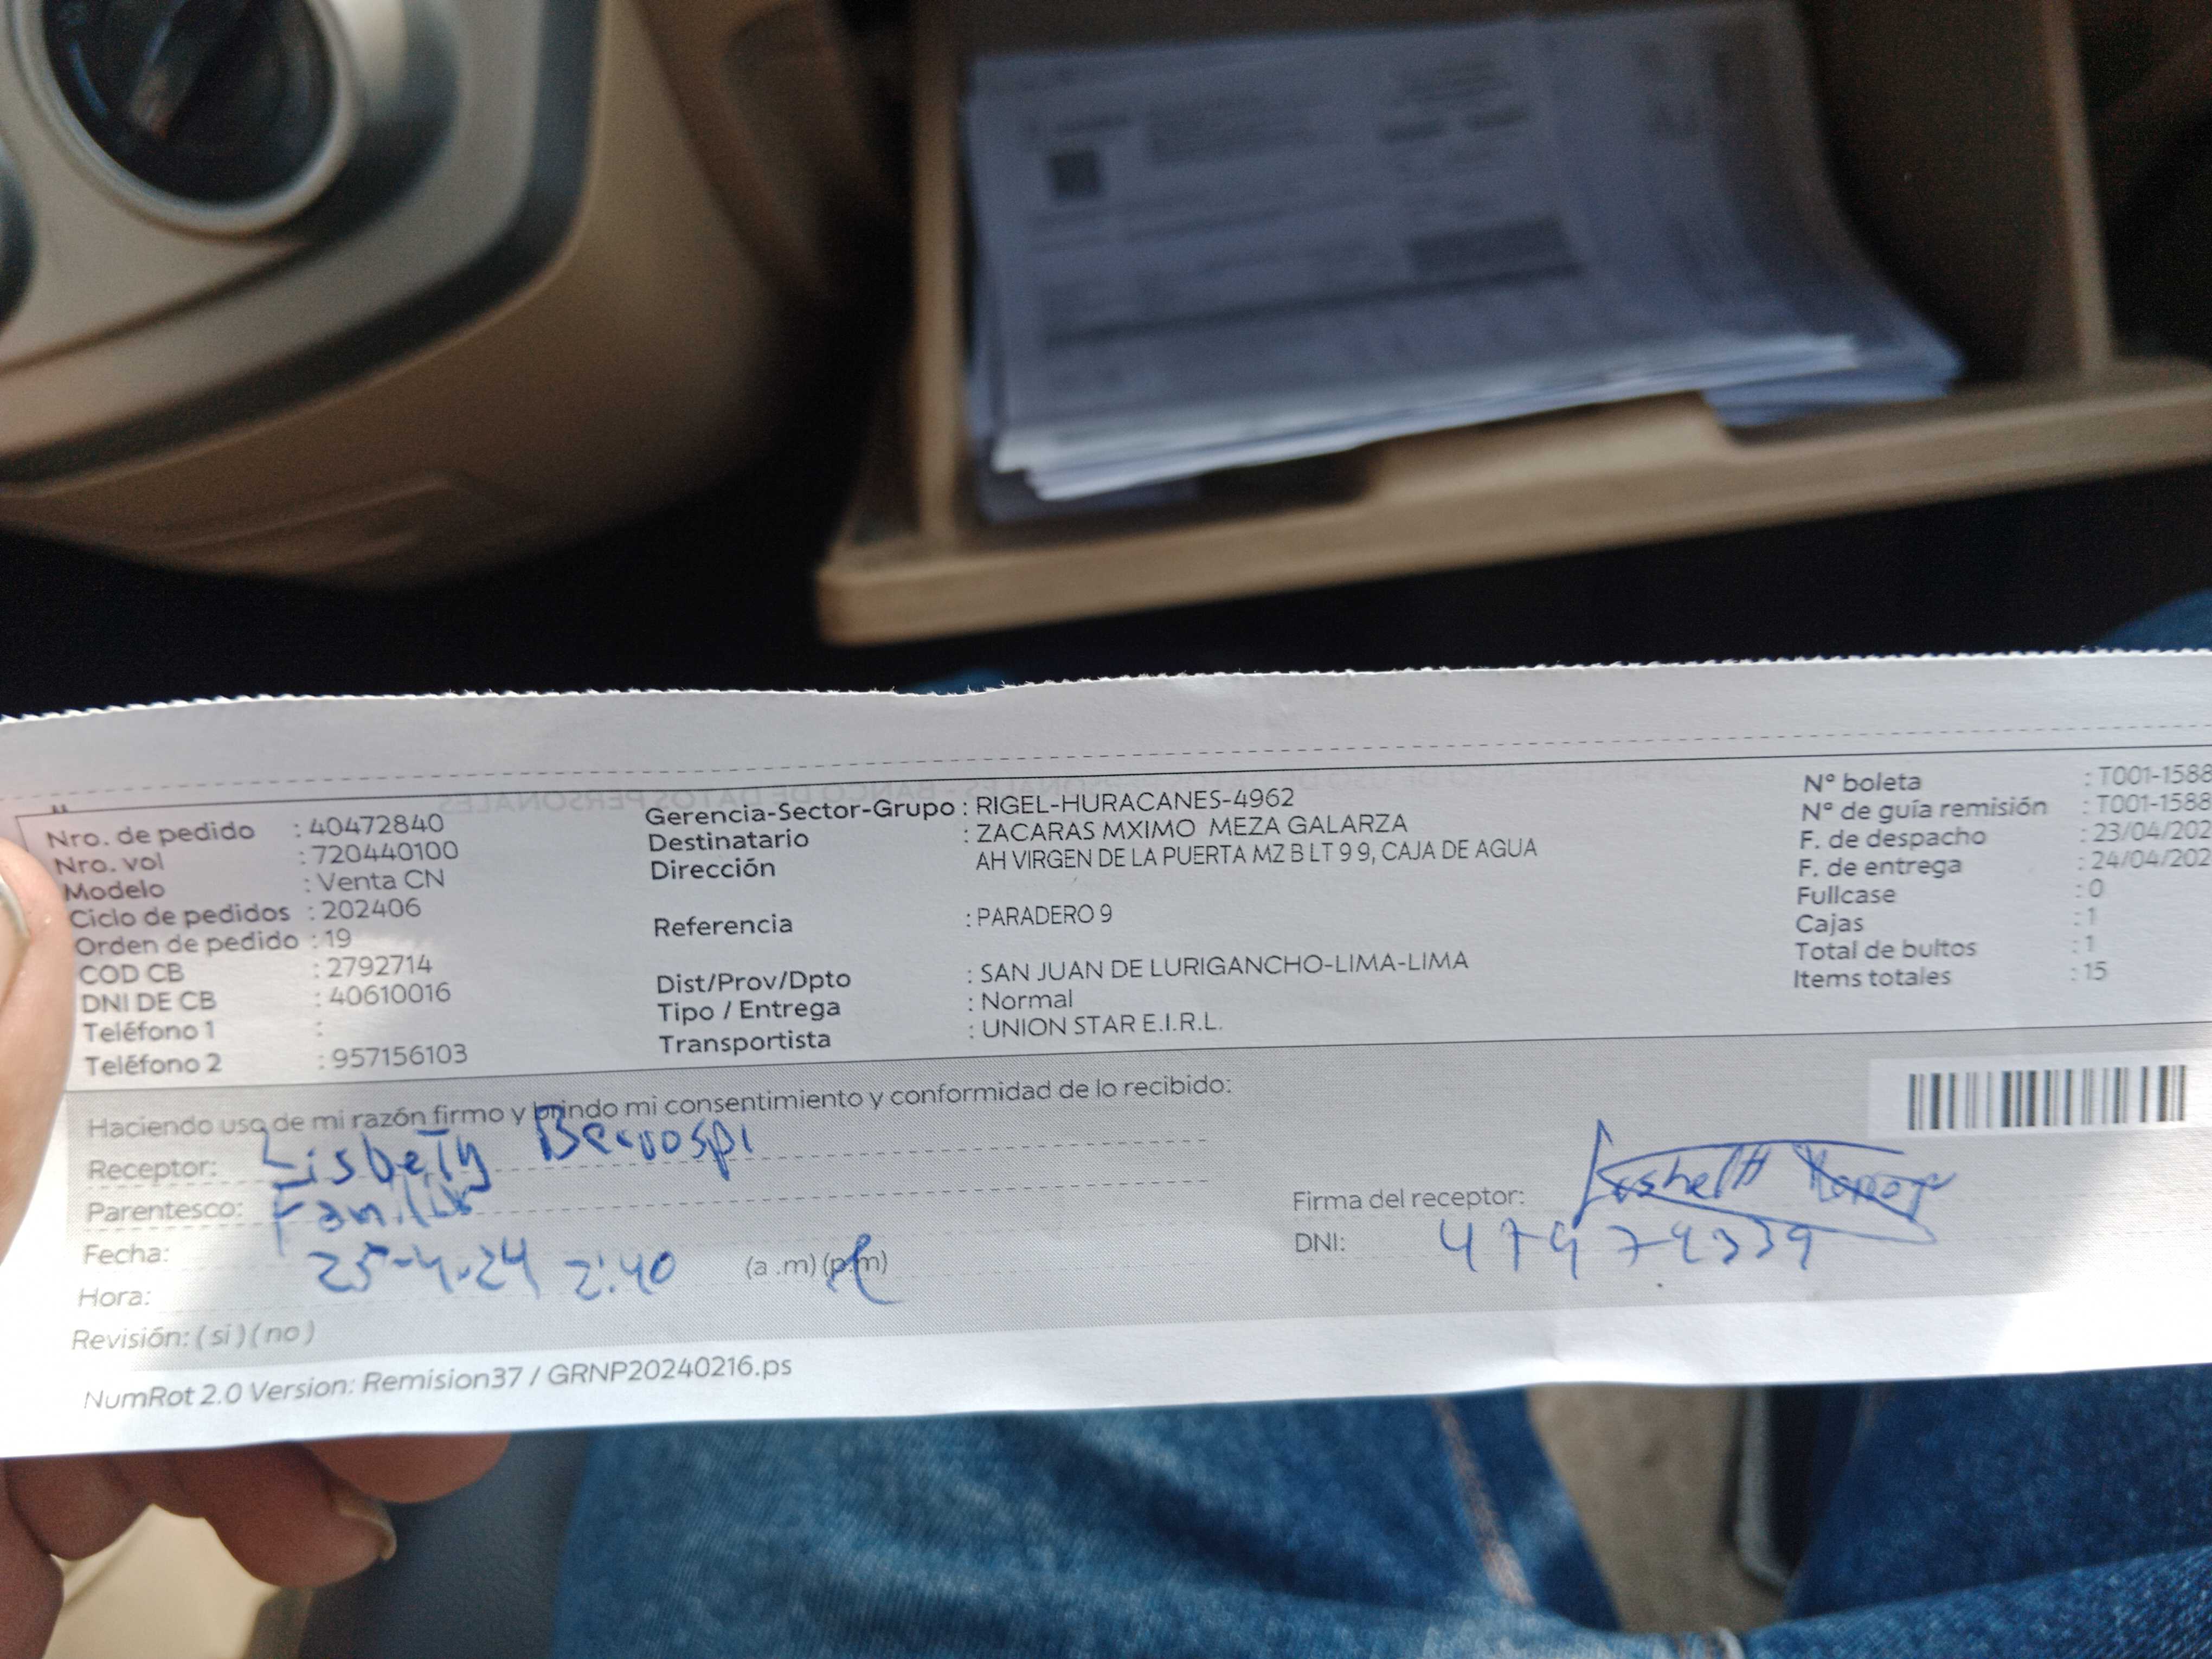 Nro. de pedido : 40472840
Nro. vol : 720440100
Modelo : Venta CN
Ciclo de pedidos : 202406
Orden de pedido : 19
COD CB : 2792714
DNI DE CB : 40610016
Teléfono 1 :
Teléfono 2 : 957156103
Gerencia-Sector-Grupo : RIGEL-HURACANES-4962
Destinatario : ZACARAS MXIMO MEZA GALARZA
Dirección AH VIRGEN DE LA PUERTA MZ B LT 9 9, CAJA DE AGUA
Referencia : PARADERO 9
Dist/Prov/Dpto : SAN JUAN DE LURIGANCHO-LIMA-LIMA
Tipo / Entrega : Normal
Transportista : UNION STAR E.I.R.L.
Nº boleta : T001-1588
Nº de guía remisión : T001-1588
F. de despacho : 23/04/202
F. de entrega : 24/04/202
Fullcase : 0
Cajas : 1
Total de bultos : 1
Items totales : 15
Haciendo uso de mi razón firmo y brindo mi consentimiento y conformidad de lo recibido:
Receptor:
Parentesco:
Fecha: 25-4-24 2:40 (a .m) (p.m)
Hora:
Revisión: ( si ) ( no )
Firma del receptor:
DNI:
NumRot 2.0 Version: Remision37 / GRNP20240216.ps